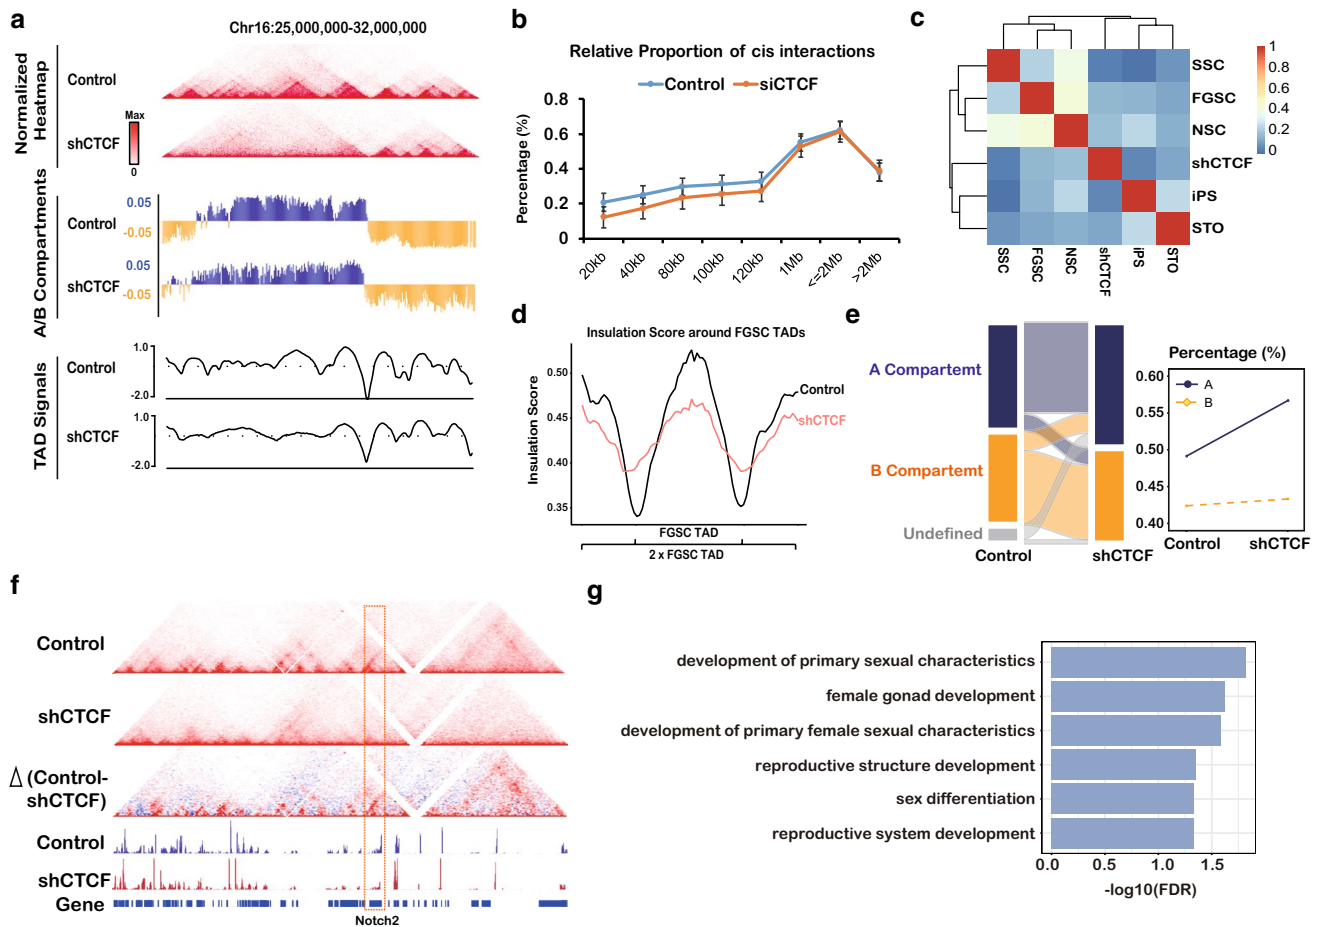 a
Chr16:25,000,000-32,000,000
Normalized
Heatmap
Control
shCTCF
Max
0
A/B Compartments
Control
0.05
-0.05
shCTCF
0.05
-0.05
TAD Signals
Control
1.0
-2.0
shCTCF
1.0
-2.0
b
Relative Proportion of cis interactions
Control
siCTCF
Percentage (%)
0.8
0.6
0.4
0.2
0
20kb
40kb
80kb
100kb
120kb
1Mb
<=2Mb
>2Mb
c
SSC
FGSC
NSC
shCTCF
iPS
STO
SSC
FGSC
NSC
shCTCF
iPS
STO
1
0.8
0.6
0.4
0.2
0
d
Insulation Score around FGSC TADs
Insulation Score
0.50
0.45
0.40
0.35
Control
shCTCF
FGSC TAD
2 x FGSC TAD
e
A Compartemt
B Compartemt
Undefined
Control
shCTCF
Percentage (%)
A
B
0.60
0.55
0.50
0.45
0.40
Control
shCTCF
f
Control
shCTCF
Δ (Control-
shCTCF)
Control
shCTCF
Gene
Notch2
g
development of primary sexual characteristics
female gonad development
development of primary female sexual characteristics
reproductive structure development
sex differentiation
reproductive system development
0.0
0.5
1.0
1.5
-log10(FDR)